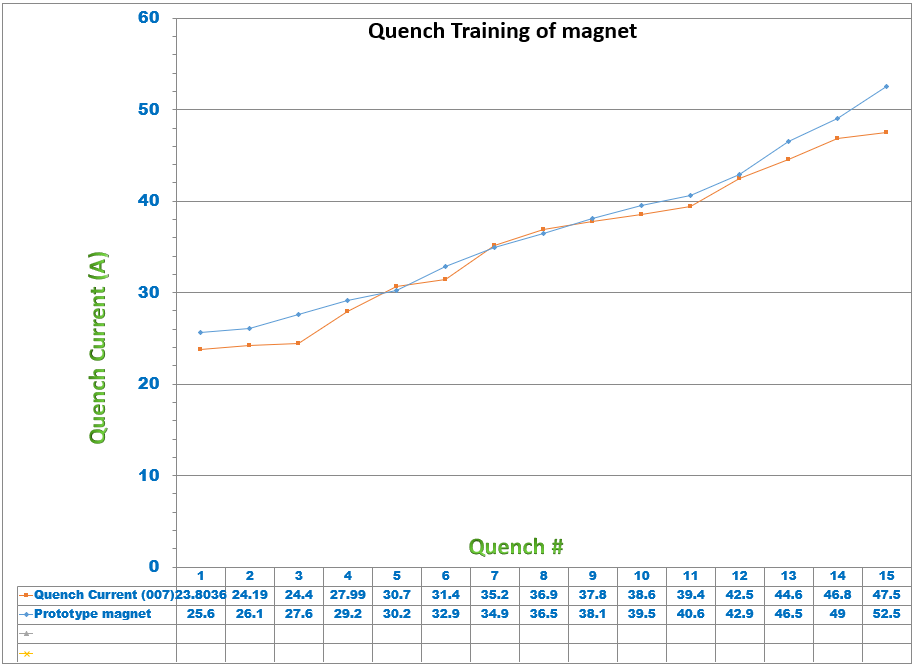 Quench Training of magnet
60
50
40
30
20
10
0
Quench Current (A)
Quench #
1 2 3 4 5 6 7 8 9 10 11 12 13 14 15
Quench Current (007) 23.8036 24.19 24.4 27.99 30.7 31.4 35.2 36.9 37.8 38.6 39.4 42.5 44.6 46.8 47.5
Prototype magnet 25.6 26.1 27.6 29.2 30.2 32.9 34.9 36.5 38.1 39.5 40.6 42.9 46.5 49 52.5